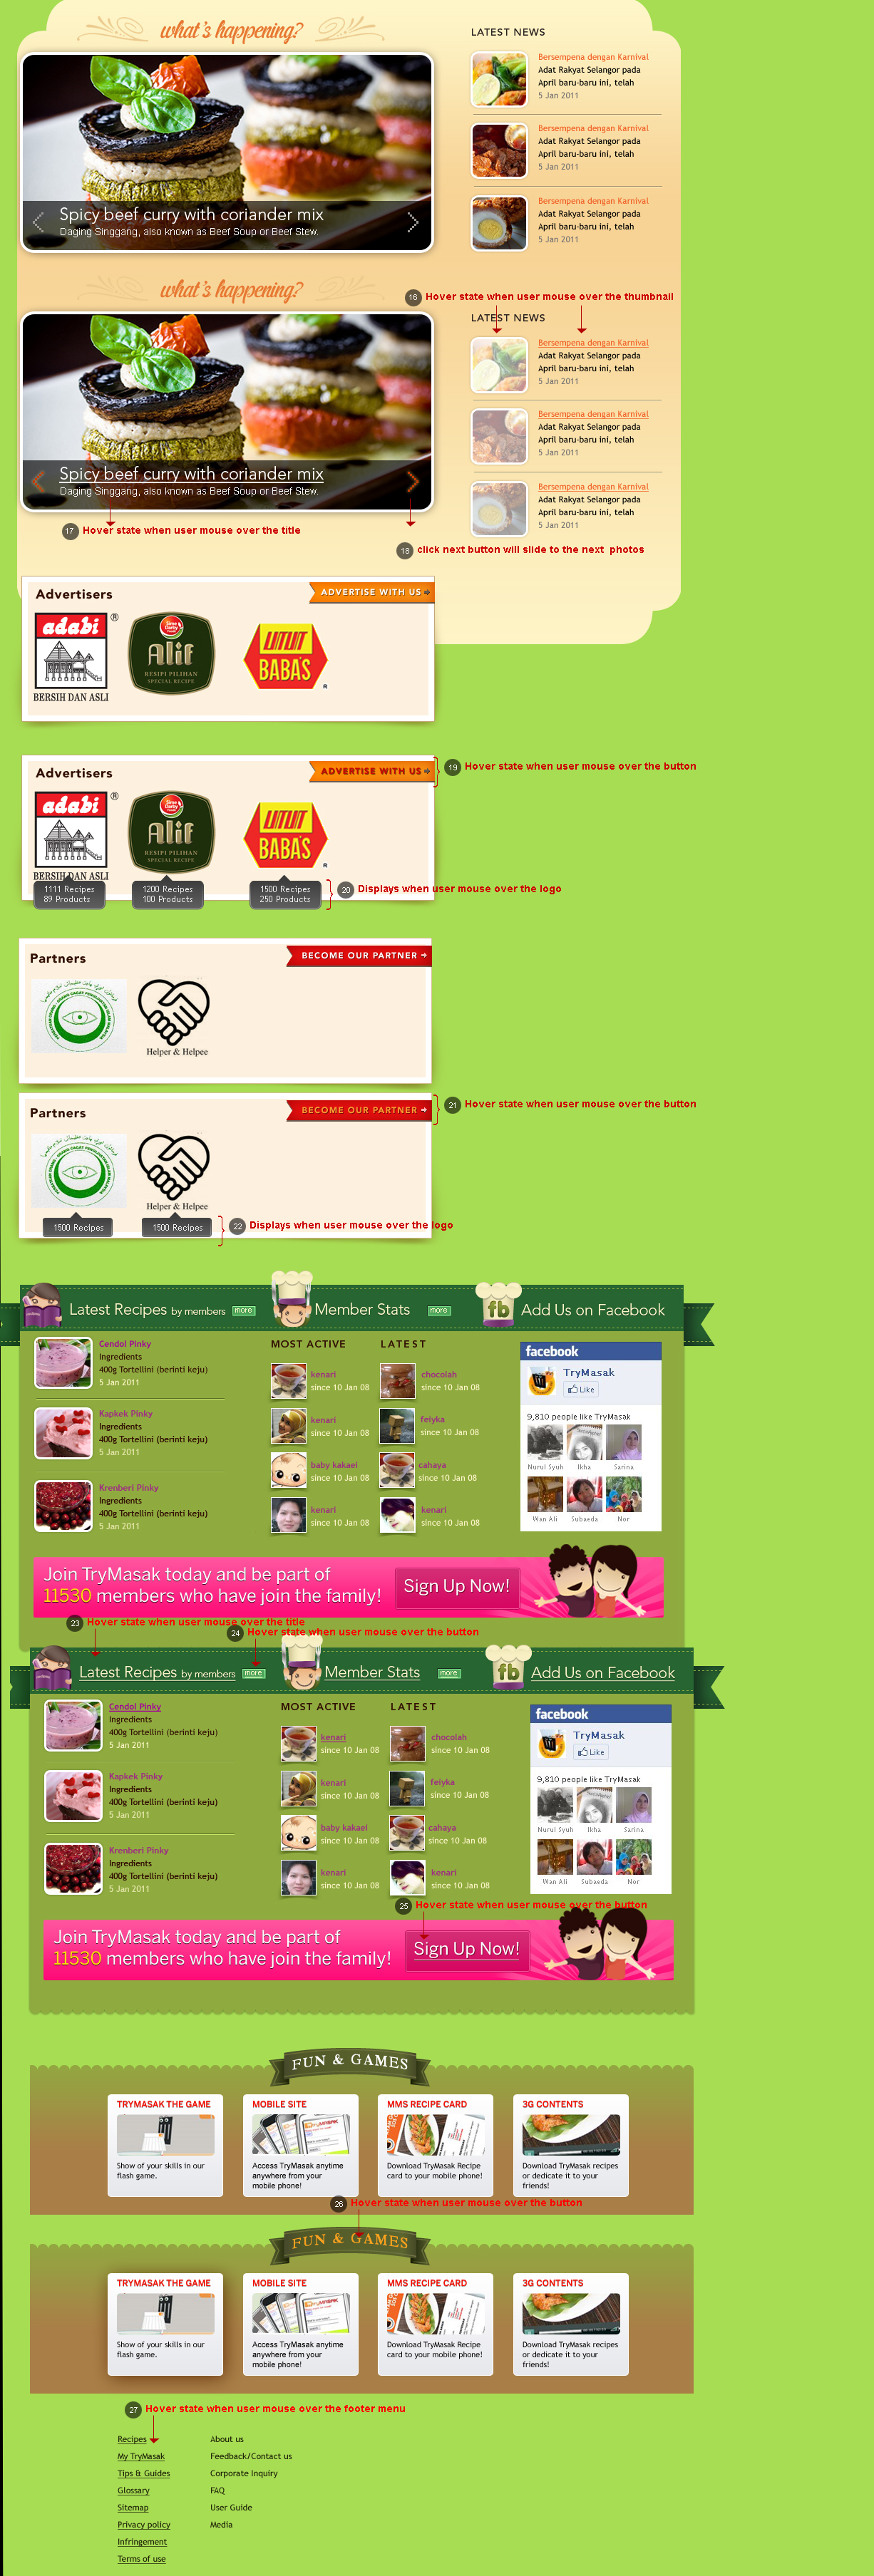 what's happening?
LATEST NEWS
Bersempena dengan Karnival
Adat Rakyat Selangor pada
April baru-baru ini, telah
5 Jan 2011
Bersempena dengan Karnival
Adat Rakyat Selangor pada
April baru-baru ini, telah
5 Jan 2011
Bersempena dengan Karnival
Adat Rakyat Selangor pada
April baru-baru ini, telah
5 Jan 2011
Spicy beef curry with coriander mix
Daging Singgang, also known as Beef Soup or Beef Stew.
what's happening?
16 Hover state when user mouse over the thumbnail
LATEST NEWS
Bersempena dengan Karnival
Adat Rakyat Selangor pada
April baru-baru ini, telah
5 Jan 2011
Bersempena dengan Karnival
Adat Rakyat Selangor pada
April baru-baru ini, telah
5 Jan 2011
Bersempena dengan Karnival
Adat Rakyat Selangor pada
April baru-baru ini, telah
5 Jan 2011
Spicy beef curry with coriander mix
Daging Singgang, also known as Beef Soup or Beef Stew.
17 Hover state when user mouse over the title
18 click next button will slide to the next photos
Advertisers
ADVERTISE WITH US
adabi
®
BERSIH DAN ASLI
Sime Darby
Alif
RESIPI PILIHAN
SPECIAL RECIPE
BABA'S
R
Advertisers
ADVERTISE WITH US
19 Hover state when user mouse over the button
adabi
®
BERSIH DAN ASLI
Sime Darby
Alif
RESIPI PILIHAN
SPECIAL RECIPE
BABA'S
R
1111 Recipes
89 Products
1200 Recipes
100 Products
1500 Recipes
250 Products
20 Displays when user mouse over the logo
Partners
BECOME OUR PARTNER
Helper & Helpee
Partners
BECOME OUR PARTNER
21 Hover state when user mouse over the button
Helper & Helpee
1500 Recipes
1500 Recipes
22 Displays when user mouse over the logo
Latest Recipes by members
more
Member Stats
more
fb
Add Us on Facebook
Cendol Pinky
Ingredients
400g Tortellini (berinti keju)
5 Jan 2011
Kapkek Pinky
Ingredients
400g Tortellini (berinti keju)
5 Jan 2011
Krenberi Pinky
Ingredients
400g Tortellini (berinti keju)
5 Jan 2011
MOST ACTIVE
kenari
since 10 Jan 08
kenari
since 10 Jan 08
baby kakaei
since 10 Jan 08
kenari
since 10 Jan 08
LATEST
chocolah
since 10 Jan 08
feiyka
since 10 Jan 08
cahaya
since 10 Jan 08
kenari
since 10 Jan 08
facebook
TryMasak
Like
9,810 people like TryMasak
Nurul Syuh Ikha Sarina
Wan Ali Subaeda Nor
Join TryMasak today and be part of
11530 members who have join the family!
Sign Up Now!
23 Hover state when user mouse over the title
24 Hover state when user mouse over the button
Latest Recipes by members
more
Member Stats
more
fb
Add Us on Facebook
Cendol Pinky
Ingredients
400g Tortellini (berinti keju)
5 Jan 2011
Kapkek Pinky
Ingredients
400g Tortellini (berinti keju)
5 Jan 2011
Krenberi Pinky
Ingredients
400g Tortellini (berinti keju)
5 Jan 2011
MOST ACTIVE
kenari
since 10 Jan 08
kenari
since 10 Jan 08
baby kakaei
since 10 Jan 08
kenari
since 10 Jan 08
LATEST
chocolah
since 10 Jan 08
feiyka
since 10 Jan 08
cahaya
since 10 Jan 08
kenari
since 10 Jan 08
facebook
TryMasak
Like
9,810 people like TryMasak
Nurul Syuh Ikha Sarina
Wan Ali Subaeda Nor
25 Hover state when user mouse over the button
Join TryMasak today and be part of
11530 members who have join the family!
Sign Up Now!
FUN & GAMES
TRYMASAK THE GAME
Show of your skills in our
flash game.
MOBILE SITE
Access TryMasak anytime
anywhere from your
mobile phone!
MMS RECIPE CARD
Download TryMasak Recipe
card to your mobile phone!
3G CONTENTS
Download TryMasak recipes
or dedicate it to your
friends!
26 Hover state when user mouse over the button
FUN & GAMES
TRYMASAK THE GAME
Show of your skills in our
flash game.
MOBILE SITE
Access TryMasak anytime
anywhere from your
mobile phone!
MMS RECIPE CARD
Download TryMasak Recipe
card to your mobile phone!
3G CONTENTS
Download TryMasak recipes
or dedicate it to your
friends!
27 Hover state when user mouse over the footer menu
Recipes
My TryMasak
Tips & Guides
Glossary
Sitemap
Privacy policy
Infringement
Terms of use
About us
Feedback/Contact us
Corporate Inquiry
FAQ
User Guide
Media